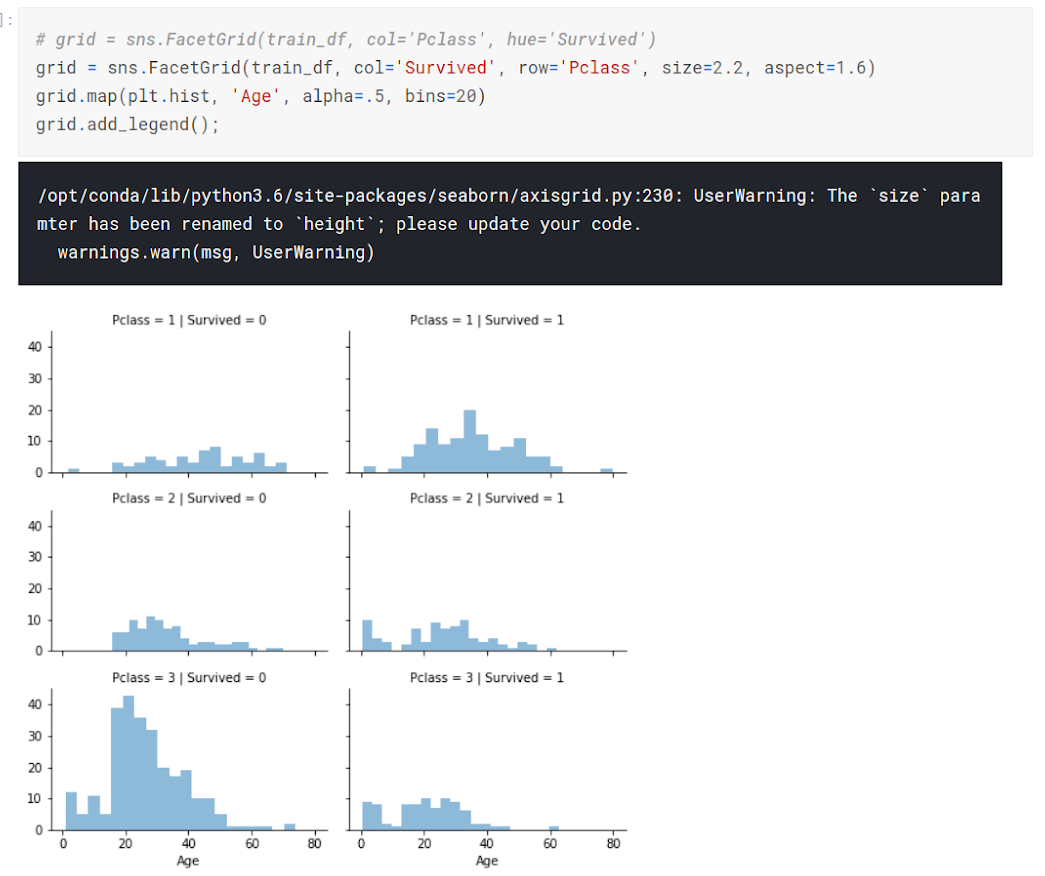 ]:
# grid = sns.FacetGrid(train_df, col='Pclass', hue='Survived')
grid = sns.FacetGrid(train_df, col='Survived', row='Pclass', size=2.2, aspect=1.6)
grid.map(plt.hist, 'Age', alpha=.5, bins=20)
grid.add_legend();
/opt/conda/lib/python3.6/site-packages/seaborn/axisgrid.py:230: UserWarning: The `size` para
mter has been renamed to `height`; please update your code.
  warnings.warn(msg, UserWarning)
Pclass = 1 | Survived = 0 Pclass = 1 | Survived = 1
40
30
20
10
0
Pclass = 2 | Survived = 0 Pclass = 2 | Survived = 1
40
30
20
10
0
Pclass = 3 | Survived = 0 Pclass = 3 | Survived = 1
40
30
20
10
0
0 20 40 60 80 0 20 40 60 80
Age Age